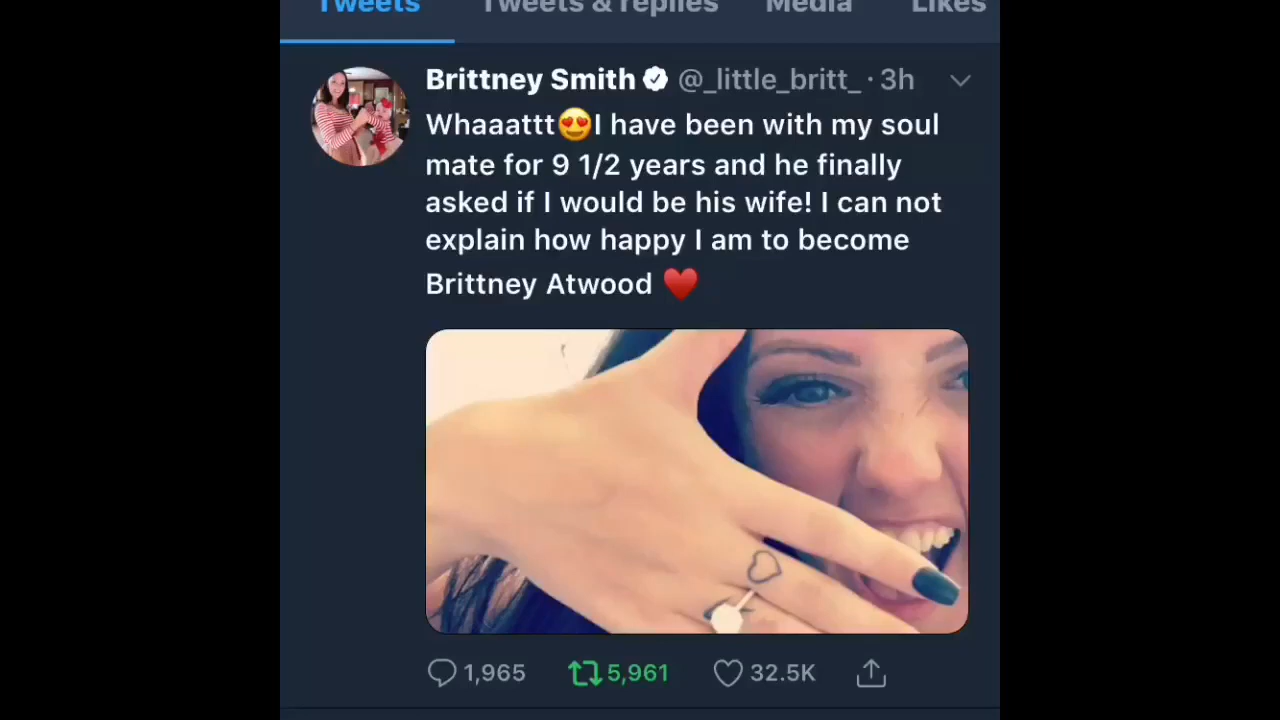 Tweets Tweets & replies Media Likes
Brittney Smith @_little_britt_ · 3h
Whaaattt😍I have been with my soul
mate for 9 1/2 years and he finally
asked if I would be his wife! I can not
explain how happy I am to become
Brittney Atwood ♥️
1,965 5,961 32.5K